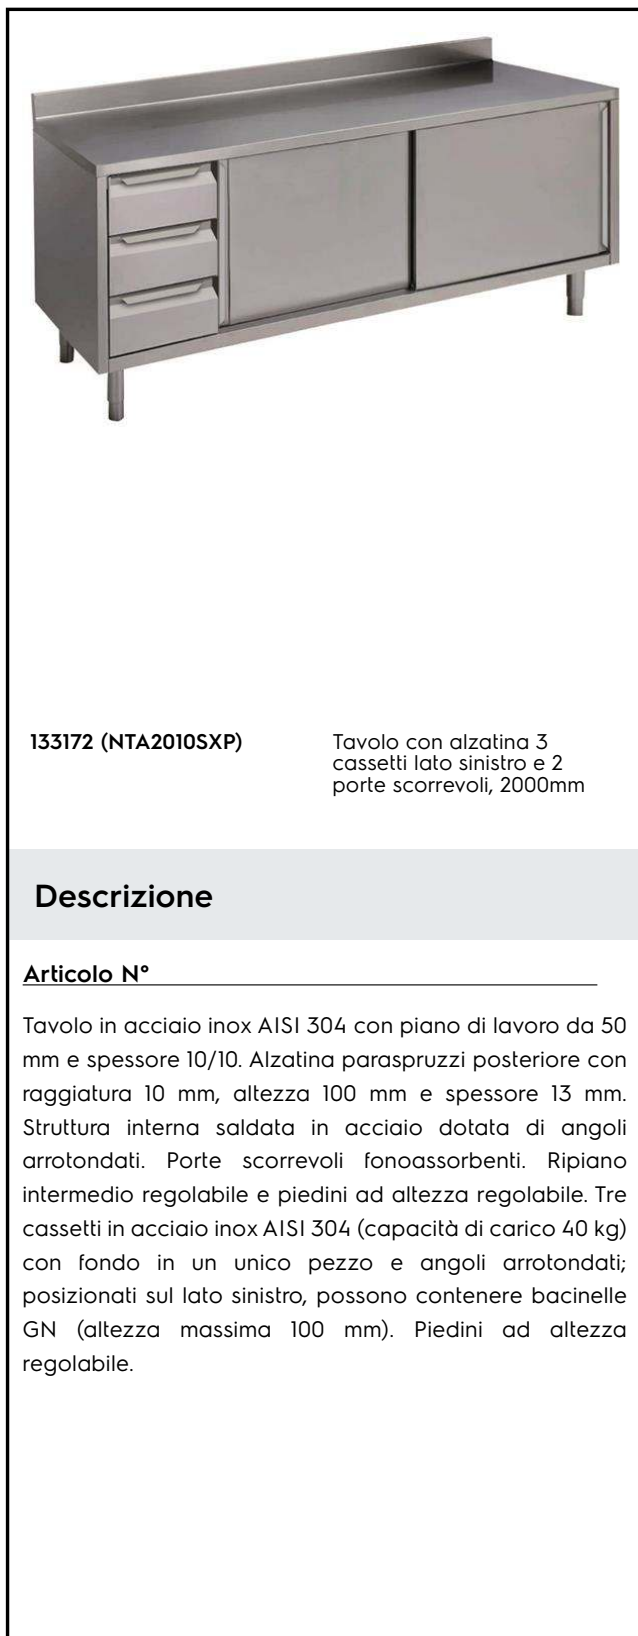 133172 (NTA2010SXP)
Tavolo con alzatina 3
cassetti lato sinistro e 2
porte scorrevoli, 2000mm
Descrizione
Articolo N°
Tavolo in acciaio inox AISI 304 con piano di lavoro da 50
mm e spessore 10/10. Alzatina paraspruzzi posteriore con
raggiatura 10 mm, altezza 100 mm e spessore 13 mm.
Struttura interna saldata in acciaio dotata di angoli
arrotondati. Porte scorrevoli fonoassorbenti. Ripiano
intermedio regolabile e piedini ad altezza regolabile. Tre
cassetti in acciaio inox AISI 304 (capacità di carico 40 kg)
con fondo in un unico pezzo e angoli arrotondati;
posizionati sul lato sinistro, possono contenere bacinelle
GN (altezza massima 100 mm). Piedini ad altezza
regolabile.